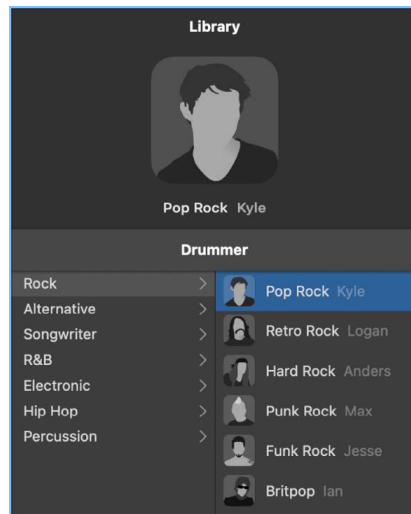 Library
Pop Rock Kyle
Drummer
Rock
Alternative
Songwriter
R&B
Electronic
Hip Hop
Percussion
Pop Rock Kyle
Retro Rock Logan
Hard Rock Anders
Punk Rock Max
Funk Rock Jesse
Britpop Ian